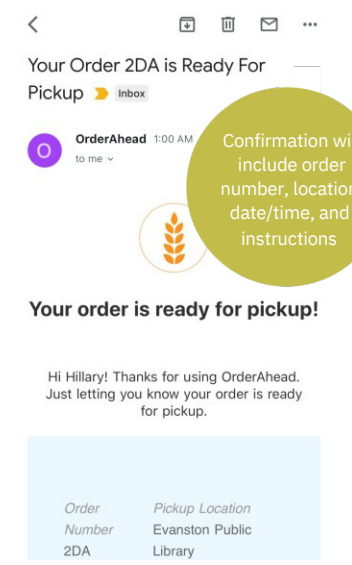 Your Order 2DA is Ready For
Pickup Inbox
OrderAhead 1:00 AM
O
to me
Confirmation wi
include order
number, location
date/time, and
instructions
Your order is ready for pickup!
Hi Hillary! Thanks for using OrderAhead.
Just letting you know your order is ready
for pickup.
Order Pickup Location
Number Evanston Public
2DA Library